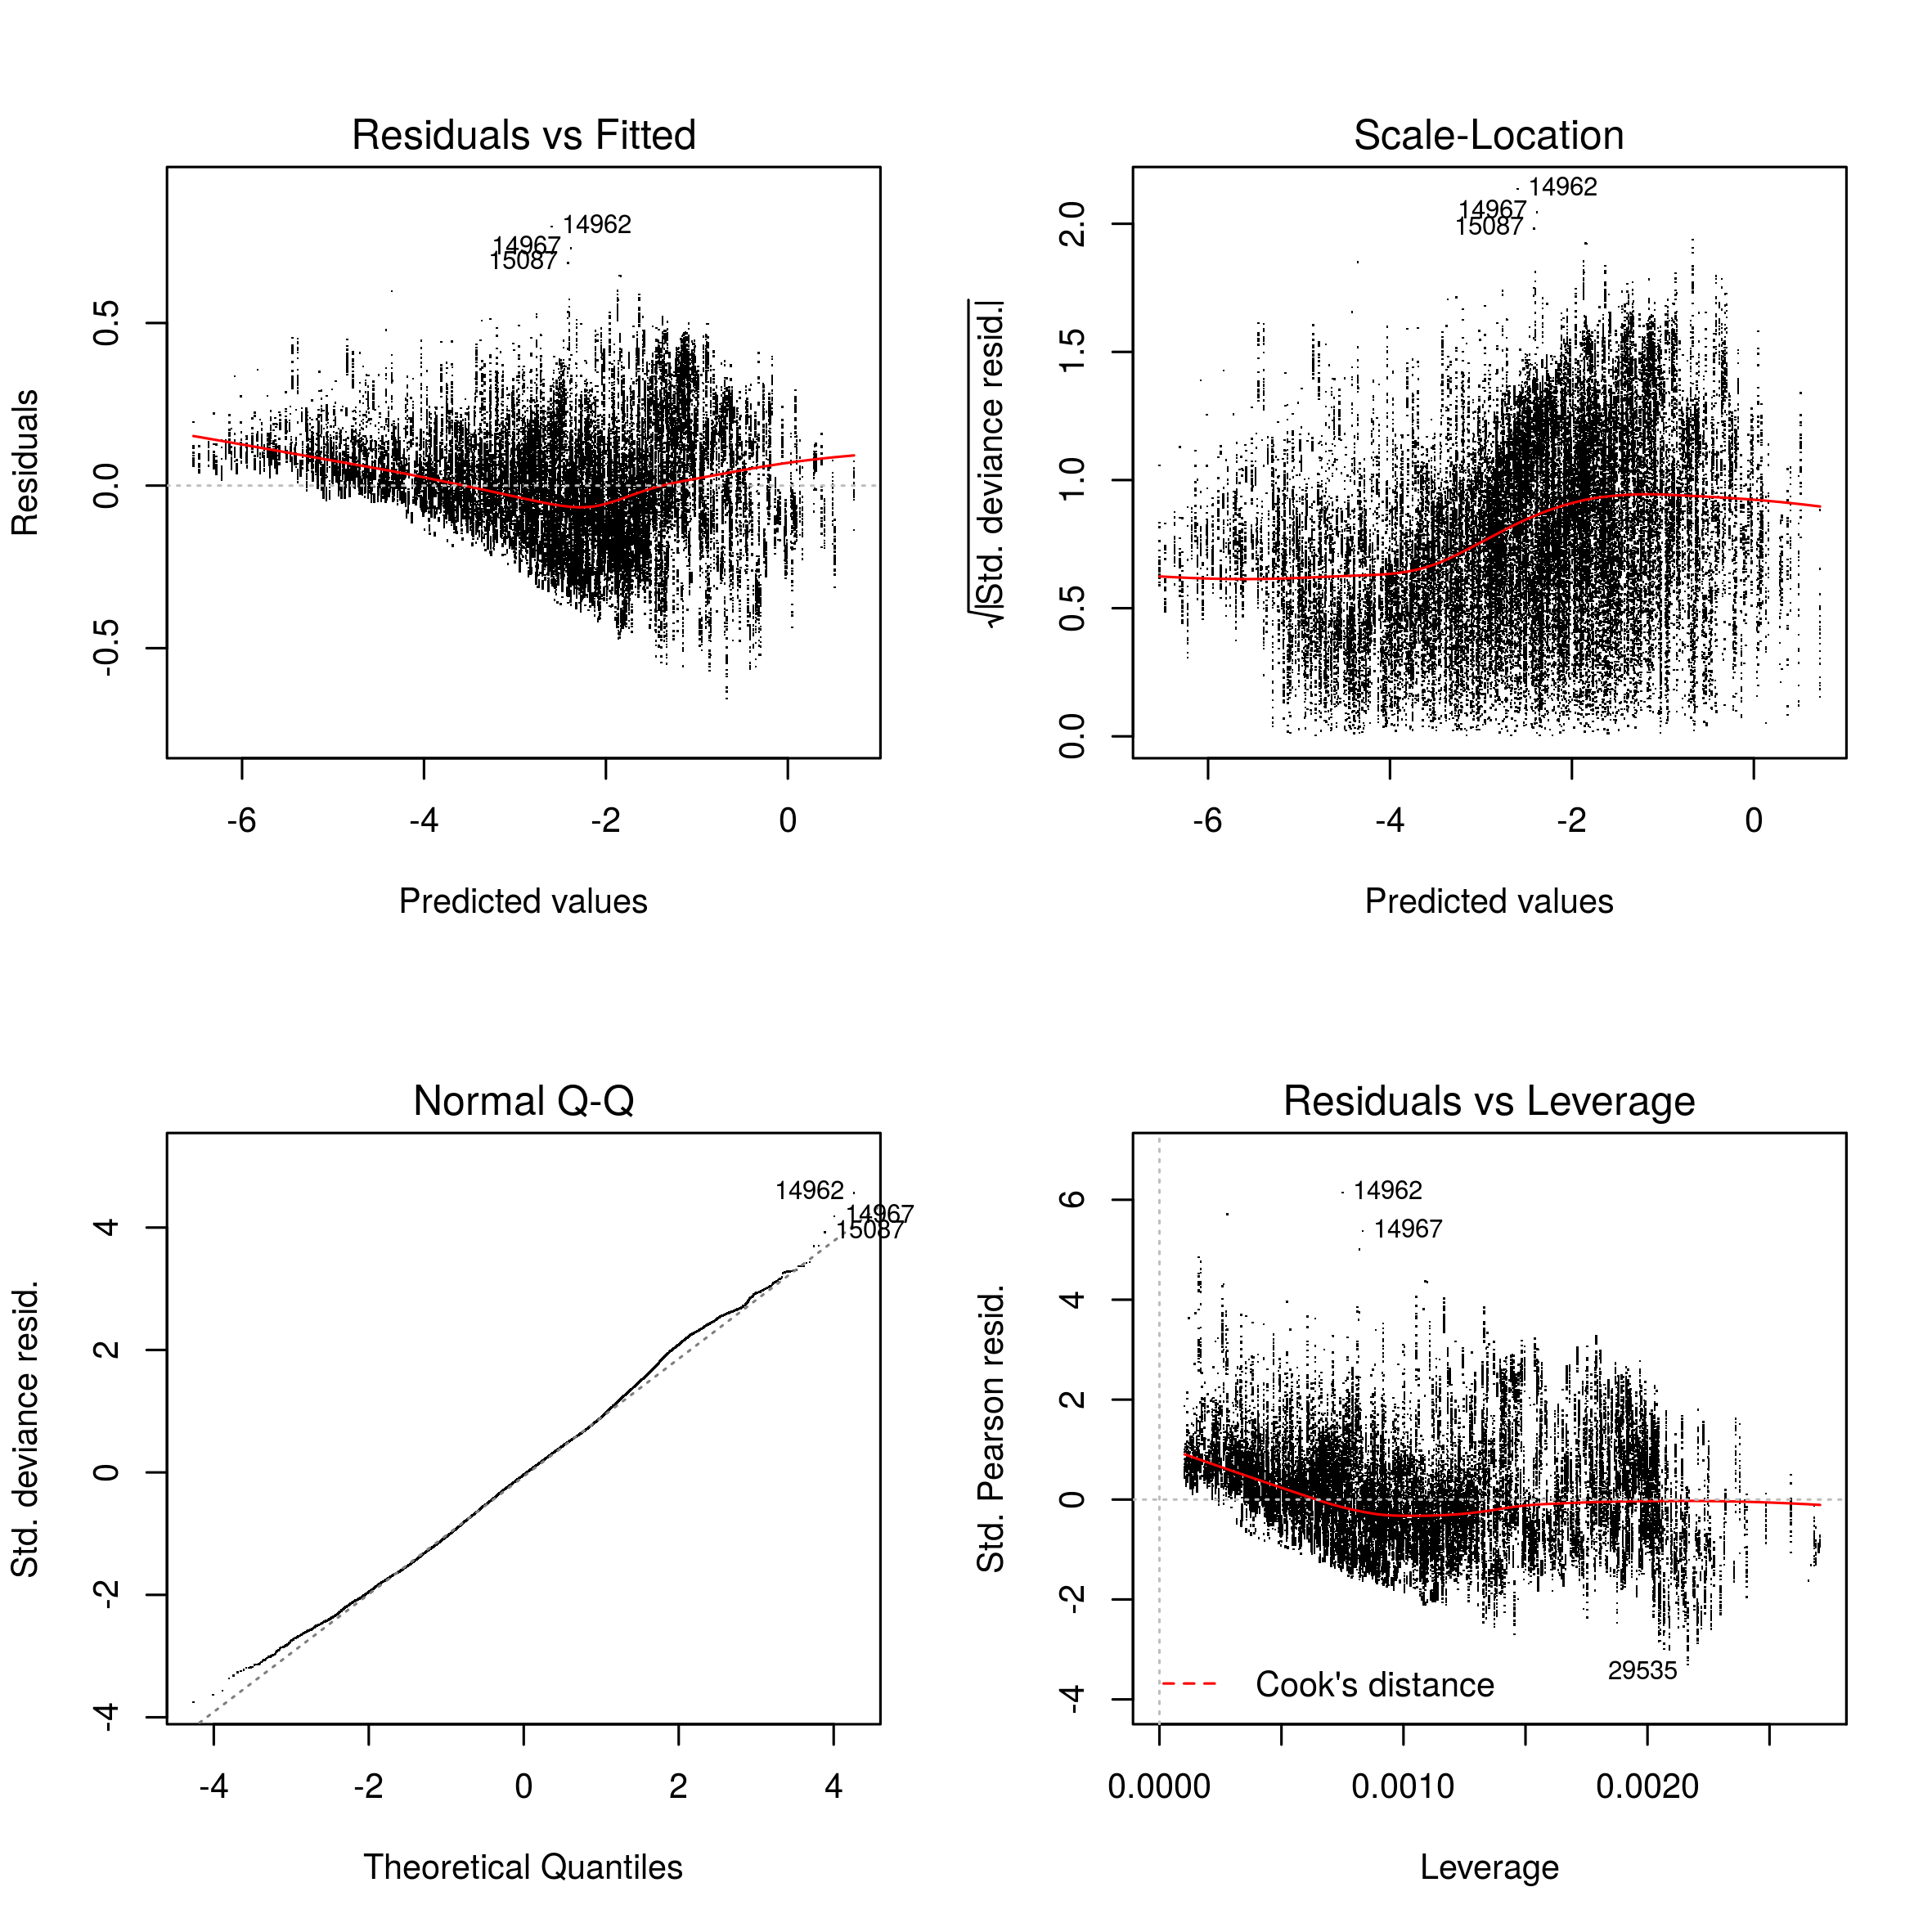 Residuals vs Fitted
14962
14967
15087
Residuals
0.5
0.0
-0.5
-6 -4 -2 0
Predicted values
Scale-Location
14962
14967
15087
√|Std. deviance resid.|
2.0
1.5
1.0
0.5
0.0
-6 -4 -2 0
Predicted values
Normal Q-Q
14962
14967
15087
Std. deviance resid.
4
2
0
-2
-4
-4 -2 0 2 4
Theoretical Quantiles
Residuals vs Leverage
14962
14967
29535
Cook's distance
Std. Pearson resid.
6
4
2
0
-2
-4
0.0000 0.0010 0.0020
Leverage